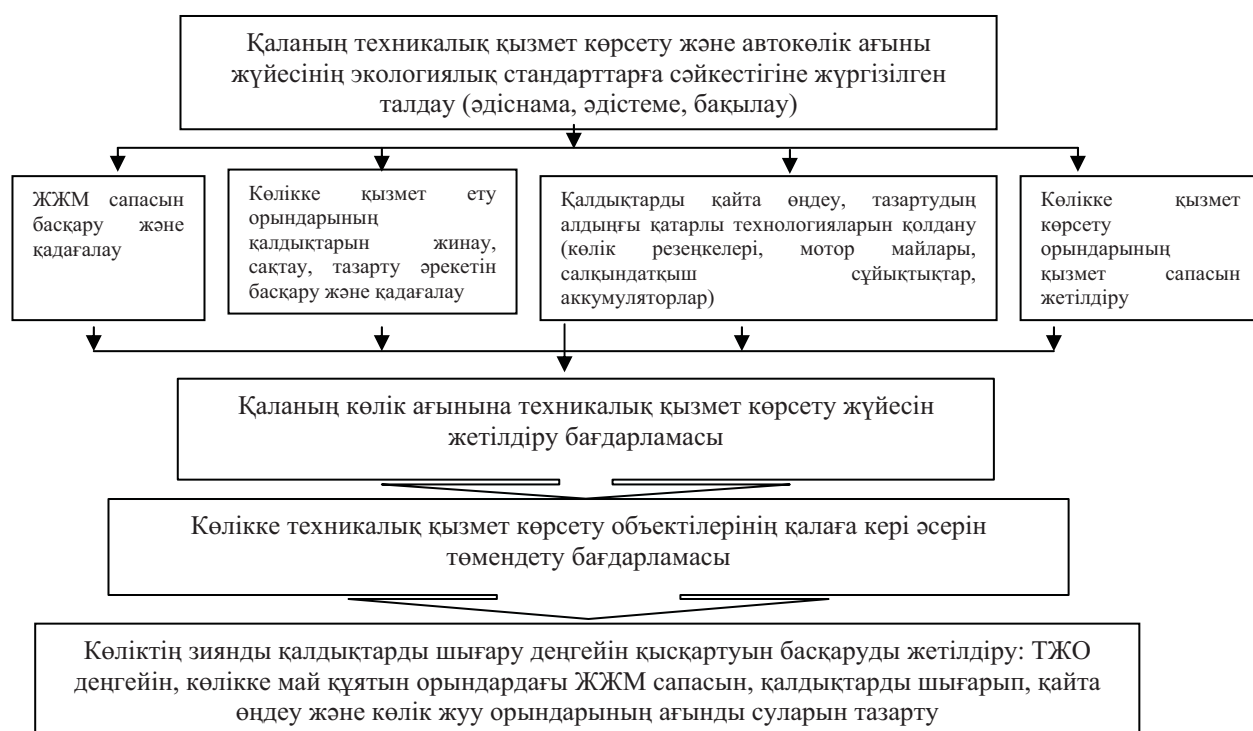 Қаланың техникалық қызмет көрсету және автокөлік ағыны
жүйесінің экологиялық стандарттарға сәйкестігіне жүргізілген
талдау (әдіснама, әдістеме, бақылау)
ЖЖМ сапасын
басқару және
қадағалау
Көлікке қызмет ету
орындарының
қалдықтарын жинау,
сақтау, тазарту әрекетін
басқару және қадағалау
Қалдықтарды қайта өңдеу, тазартудың
алдыңғы қатарлы технологияларын қолдану
(көлік резеңкелері, мотор майлары,
салқындатқыш сұйықтықтар,
аккумуляторлар)
Көлікке қызмет
көрсету
орындарының
қызмет сапасын
жетілдіру
Қаланың көлік ағынына техникалық қызмет көрсету жүйесін
жетілдіру бағдарламасы
Көлікке техникалық қызмет көрсету объектілерінің қалаға кері әсерін
төмендету бағдарламасы
Көліктің зиянды қалдықтарды шығару деңгейін қысқартуын басқаруды жетілдіру: ТЖО
деңгейін, көлікке май құятын орындардағы ЖЖМ сапасын, қалдықтарды шығарып, қайта
өңдеу және көлік жуу орындарының ағынды суларын тазарту